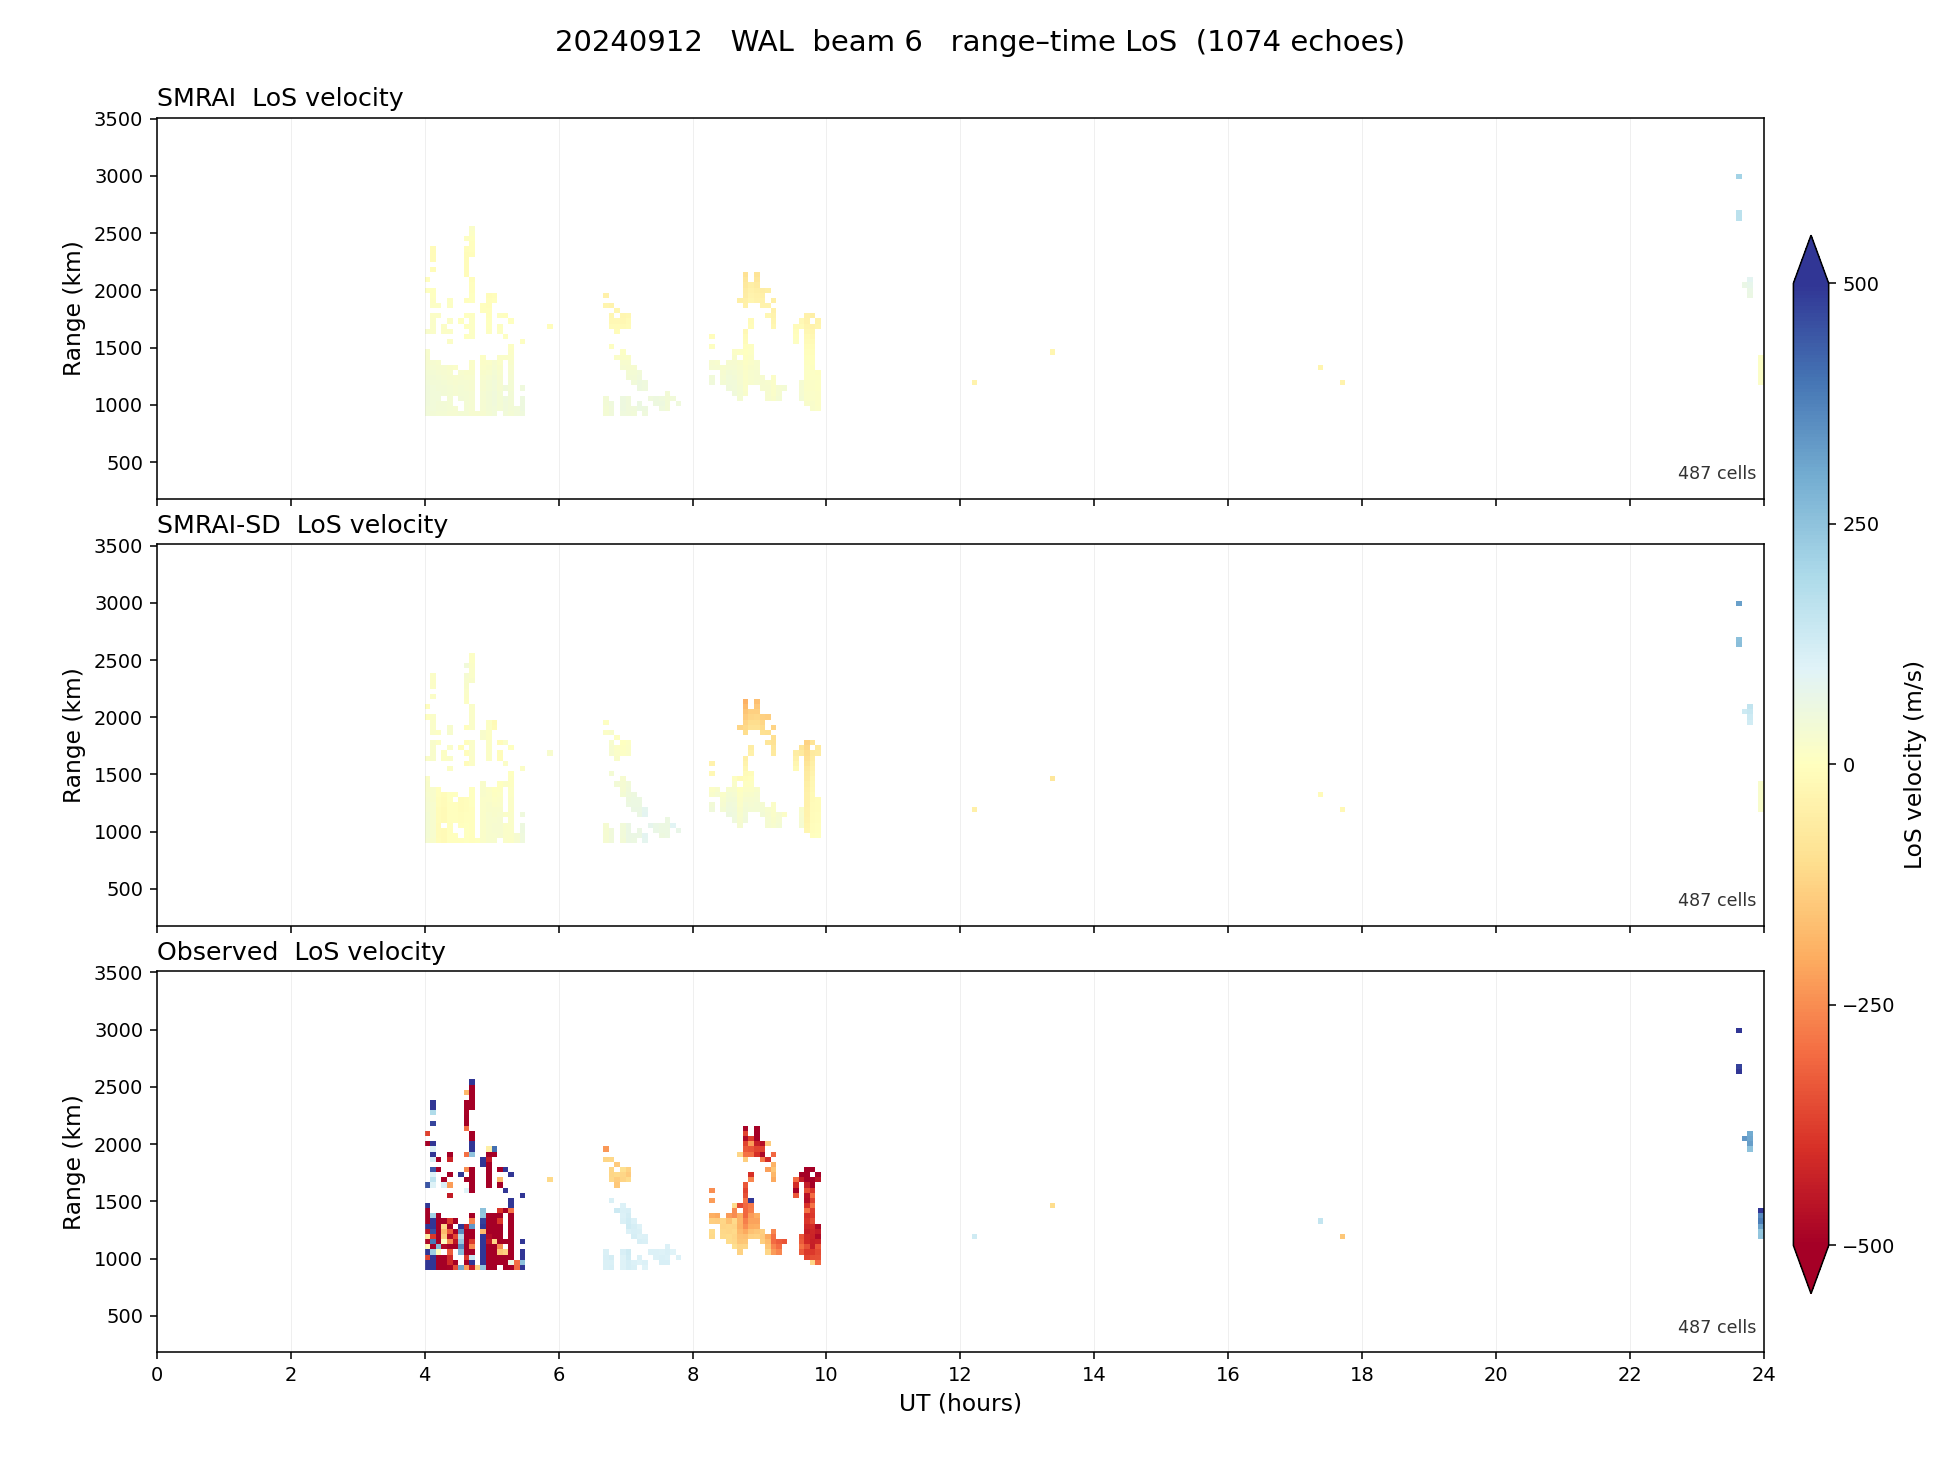 20240912   WAL  beam 6   range–time LoS  (1074 echoes)
SMRAI  LoS velocity
3500
3000
2500
2000
1500
1000
500
Range (km)
487 cells
SMRAI-SD  LoS velocity
3500
3000
2500
2000
1500
1000
500
Range (km)
487 cells
Observed  LoS velocity
3500
3000
2500
2000
1500
1000
500
Range (km)
487 cells
0 2 4 6 8 10 12 14 16 18 20 22 24
UT (hours)
500
250
0
−250
−500
LoS velocity (m/s)